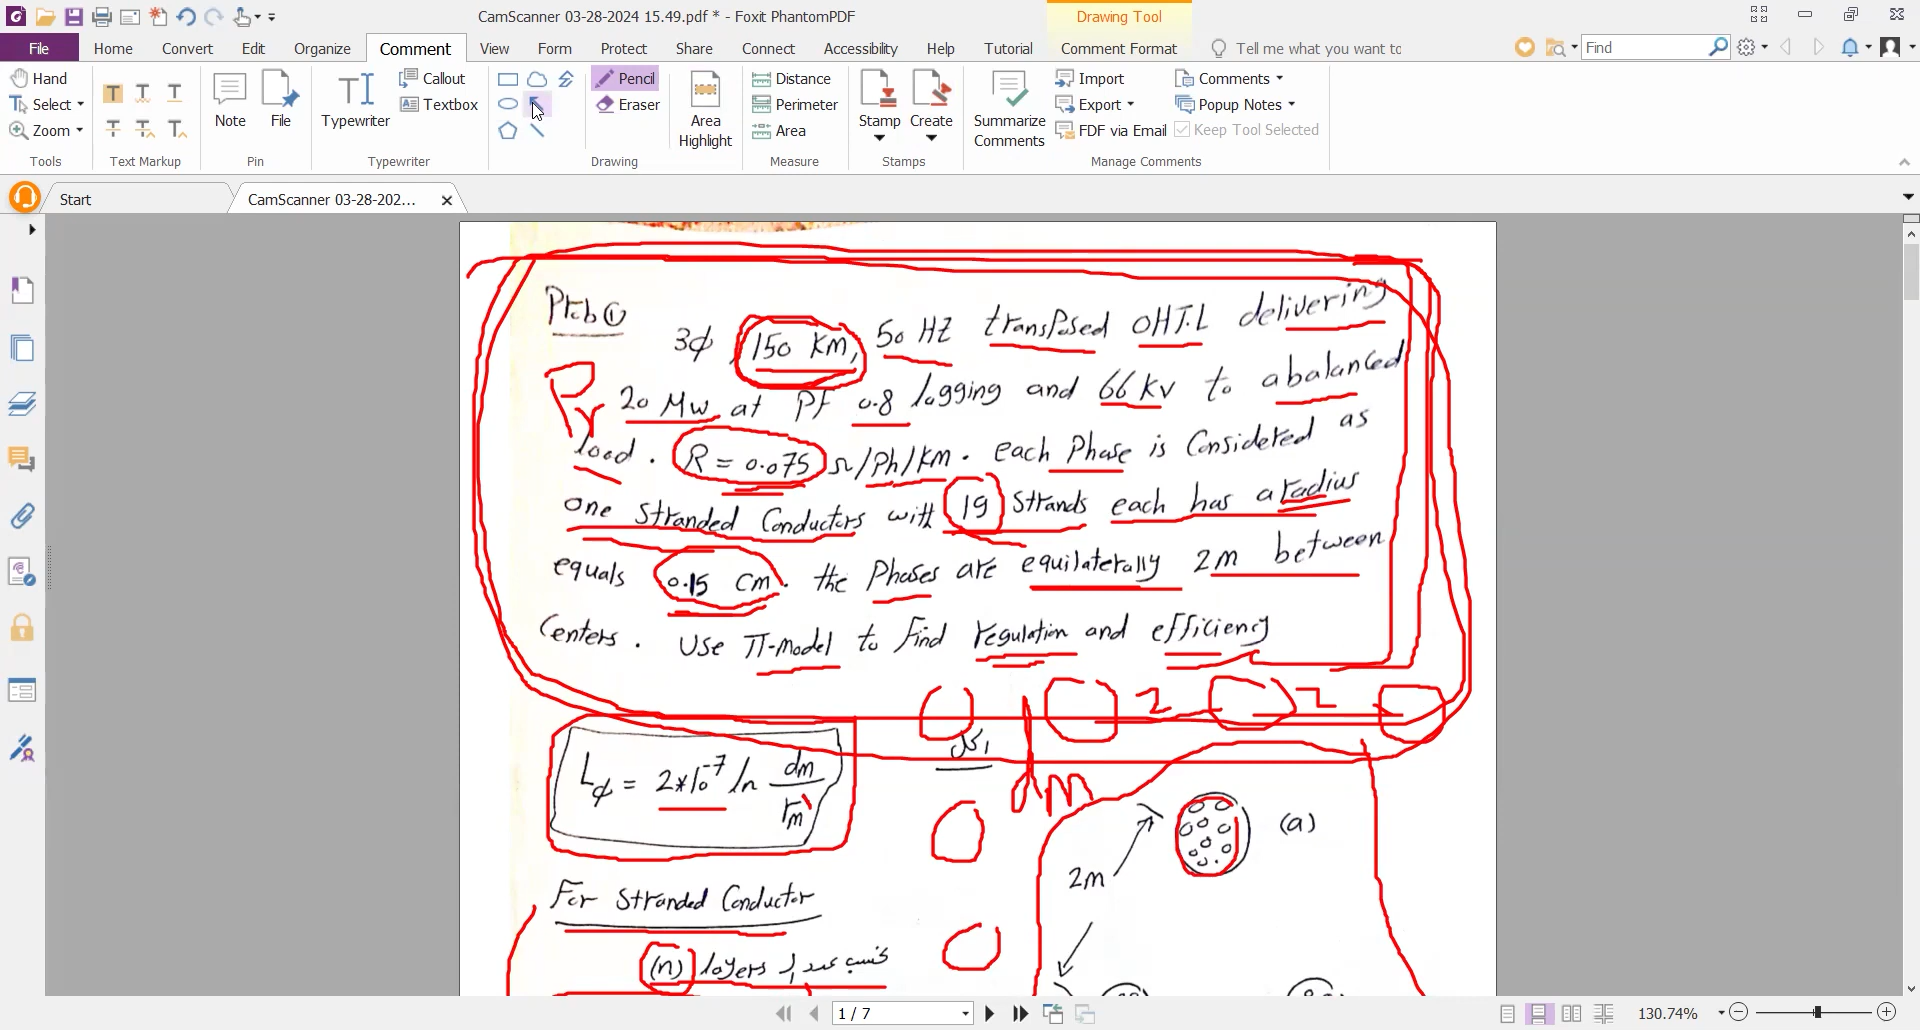 CamScanner 03-28-2024 15.49.pdf * - Foxit PhantomPDF
Drawing Tool
File Home Convert Edit Organize Comment View Form Protect Share Connect Accessibility Help Tutorial Comment Format Tell me what you want to Find
Hand
Select
Zoom
Tools
Text Markup
Note
File
Pin
Typewriter
Callout
Textbox
Typewriter
Pencil
Eraser
Area Highlight
Drawing
Distance
Perimeter
Area
Measure
Stamp
Create
Stamps
Summarize Comments
Import
Export
FDF via Email
Comments
Popup Notes
Keep Tool Selected
Manage Comments
Start
CamScanner 03-28-202...
Prob 1
3φ, 150 Km, 50 HZ transposed OHT.L delivering
Pr 20 Mw at PF 0.8 lagging and 66 kv to a balanced
load. R = 0.075 Ω/Ph/Km. each Phase is Considered as
one Stranded Conductors with 19 Strands each has a radius
equals 0.15 Cm. the Phases are equilaterally 2m between
Centers. Use π-model to Find regulation and efficiency
2 2
Lφ = 2*10^-7 ln dm/r'm
dm
(a)
2m
For Stranded Conductor
(n) layers
1 / 7
130.74%